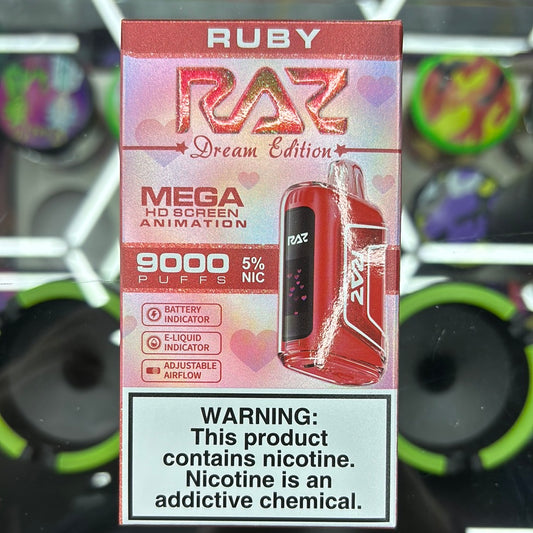 RUBY
RAZ
Dream Edition
MEGA
HD SCREEN
ANIMATION
9000
PUFFS
5%
NIC
BATTERY
INDICATOR
E-LIQUID
INDICATOR
ADJUSTABLE
AIRFLOW
RAZ
RAZ
WARNING:
This product
contains nicotine.
Nicotine is an
addictive chemical.